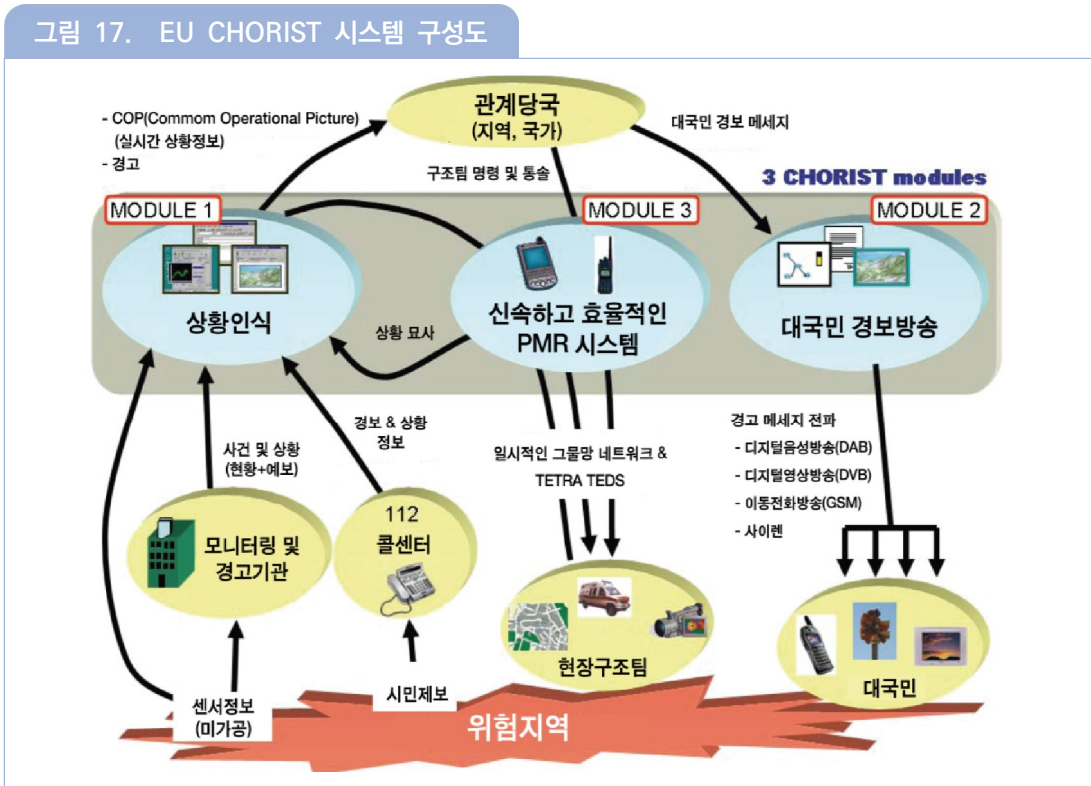 그림 17. EU CHORIST 시스템 구성도
관계당국
(지역, 국가)
- COP(Commom Operational Picture)
(실시간 상황정보)
- 경고
대국민 경보 메세지
구조팀 명령 및 통솔
3 CHORIST modules
MODULE 1
MODULE 3
MODULE 2
상황인식
신속하고 효율적인
PMR 시스템
대국민 경보방송
상황 묘사
사건 및 상황
(현황+예보)
경보 & 상황
정보
일시적인 그물망 네트워크 &
TETRA TEDS
경고 메세지 전파
- 디지털음성방송(DAB)
- 디지털영상방송(DVB)
- 이동전화방송(GSM)
- 사이렌
모니터링 및
경고기관
112
콜센터
현장구조팀
대국민
센서정보
(미가공)
시민제보
위험지역